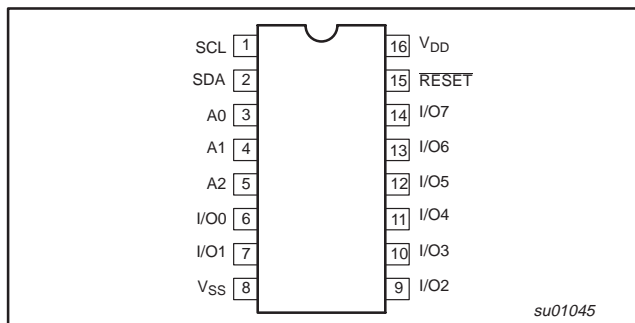 SCL 1 16 VDD
SDA 2 15 RESET
A0 3 14 I/O7
A1 4 13 I/O6
A2 5 12 I/O5
I/O0 6 11 I/O4
I/O1 7 10 I/O3
VSS 8 9 I/O2
su01045